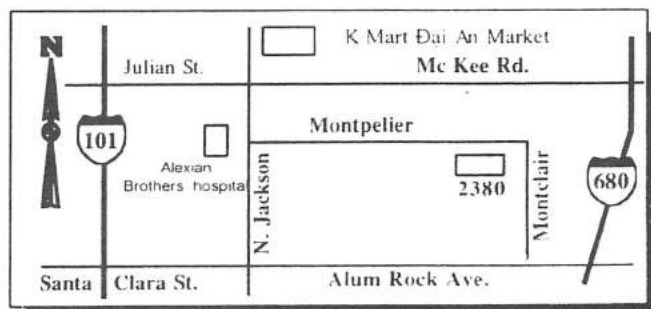 N
K Mart Đai An Market
Julian St.
Mc Kee Rd.
101
Montpelier
Alexian
Brothers hospital
N. Jackson
2380
Montclair
680
Santa Clara St.
Alum Rock Ave.